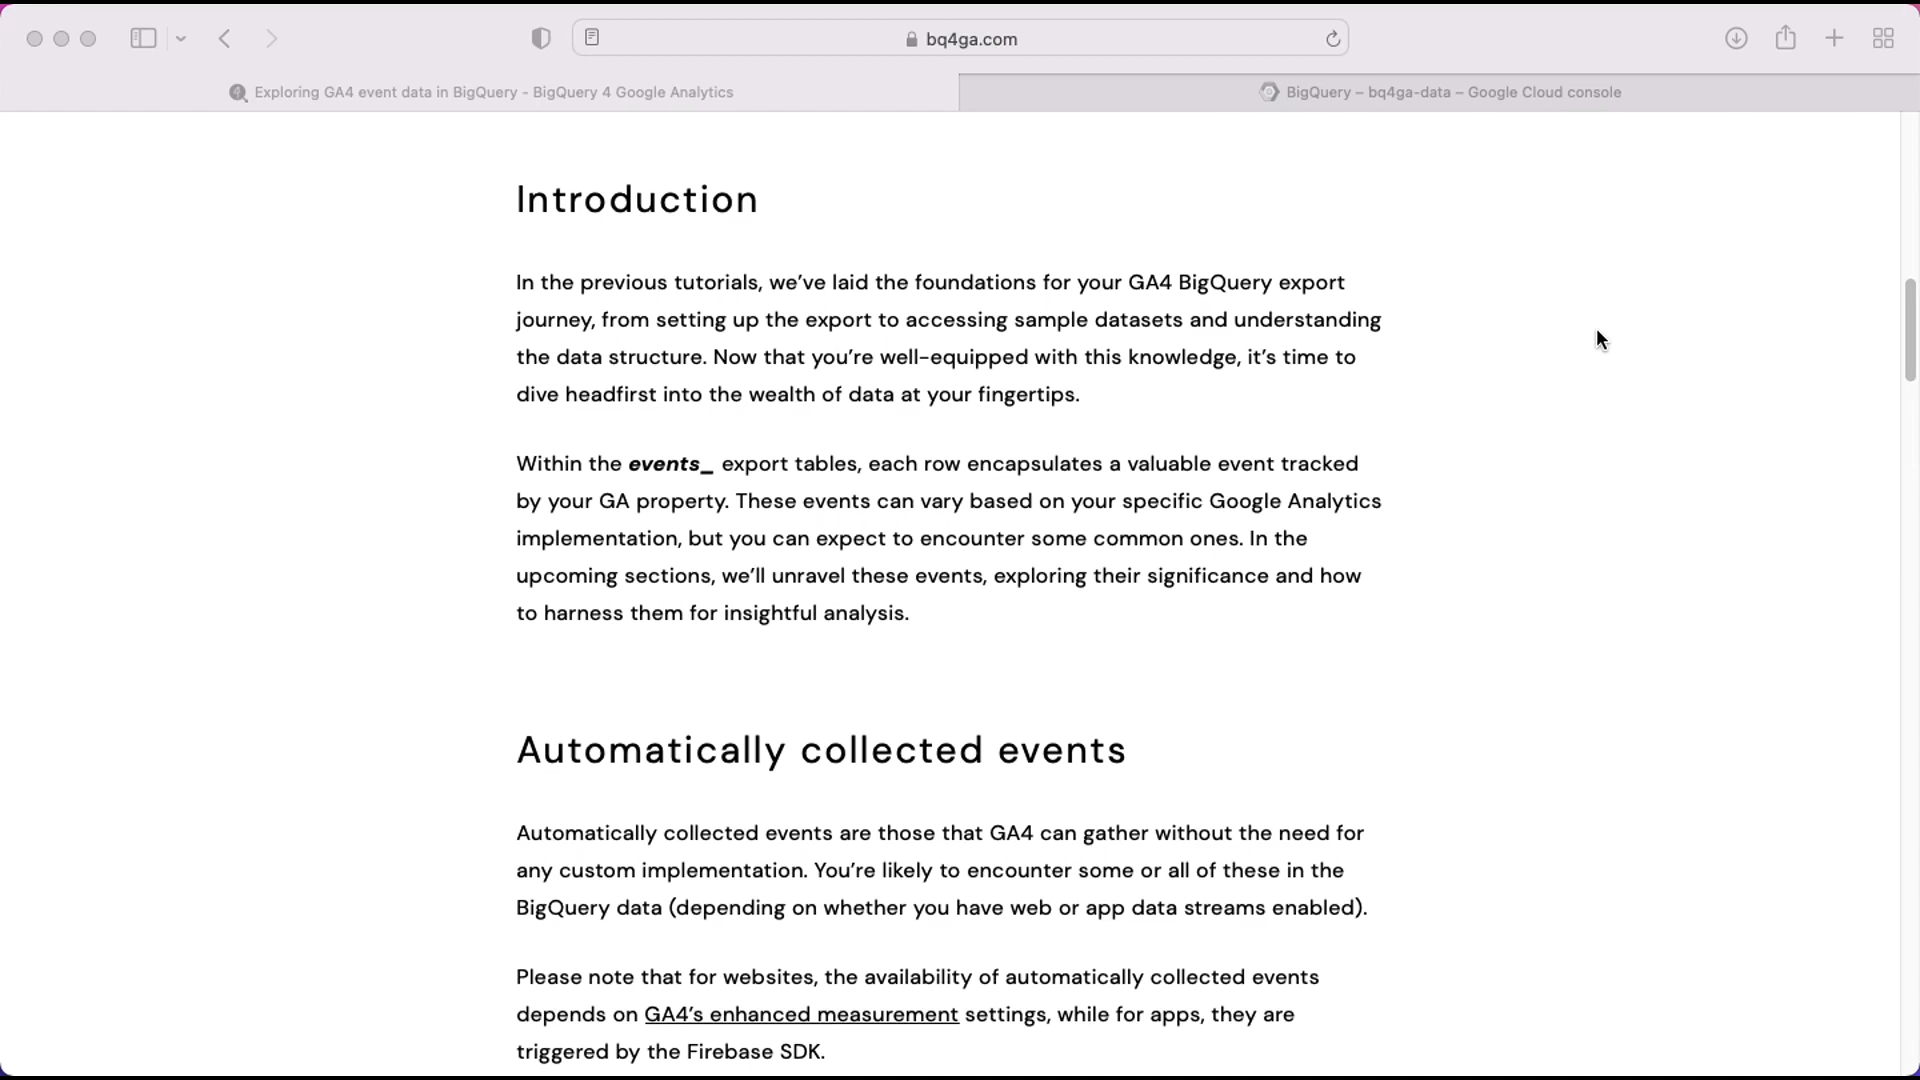 bq4ga.com
Exploring GA4 event data in BigQuery - BigQuery 4 Google Analytics
BigQuery – bq4ga-data – Google Cloud console
Introduction
In the previous tutorials, we’ve laid the foundations for your GA4 BigQuery export
journey, from setting up the export to accessing sample datasets and understanding
the data structure. Now that you’re well-equipped with this knowledge, it’s time to
dive headfirst into the wealth of data at your fingertips.
Within the events_ export tables, each row encapsulates a valuable event tracked
by your GA property. These events can vary based on your specific Google Analytics
implementation, but you can expect to encounter some common ones. In the
upcoming sections, we’ll unravel these events, exploring their significance and how
to harness them for insightful analysis.
Automatically collected events
Automatically collected events are those that GA4 can gather without the need for
any custom implementation. You’re likely to encounter some or all of these in the
BigQuery data (depending on whether you have web or app data streams enabled).
Please note that for websites, the availability of automatically collected events
depends on GA4’s enhanced measurement settings, while for apps, they are
triggered by the Firebase SDK.